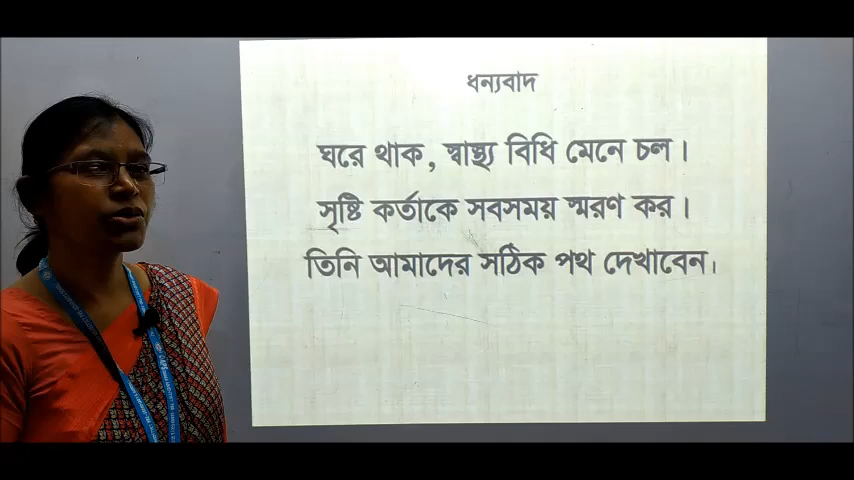 ধন্যবাদ
ঘরে থাক, স্বাস্থ্য বিধি মেনে চল।
সৃষ্টি কর্তাকে সবসময় স্মরণ কর।
তিনি আমাদের সঠিক পথ দেখাবেন।